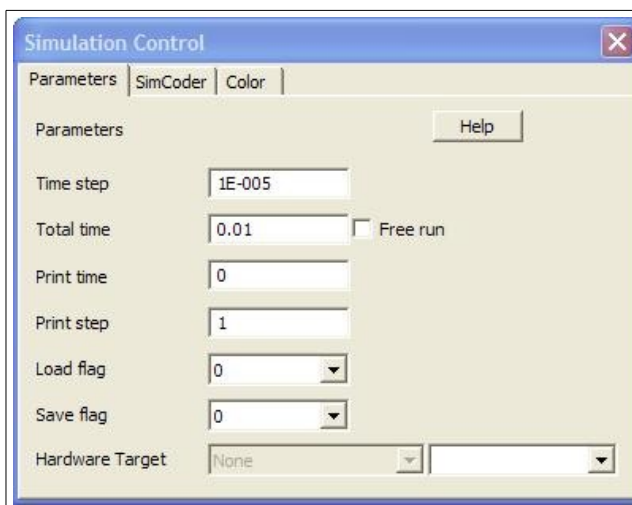 Simulation Control
Parameters SimCoder Color
Parameters Help
Time step 1E-005
Total time 0.01 Free run
Print time 0
Print step 1
Load flag 0
Save flag 0
Hardware Target None